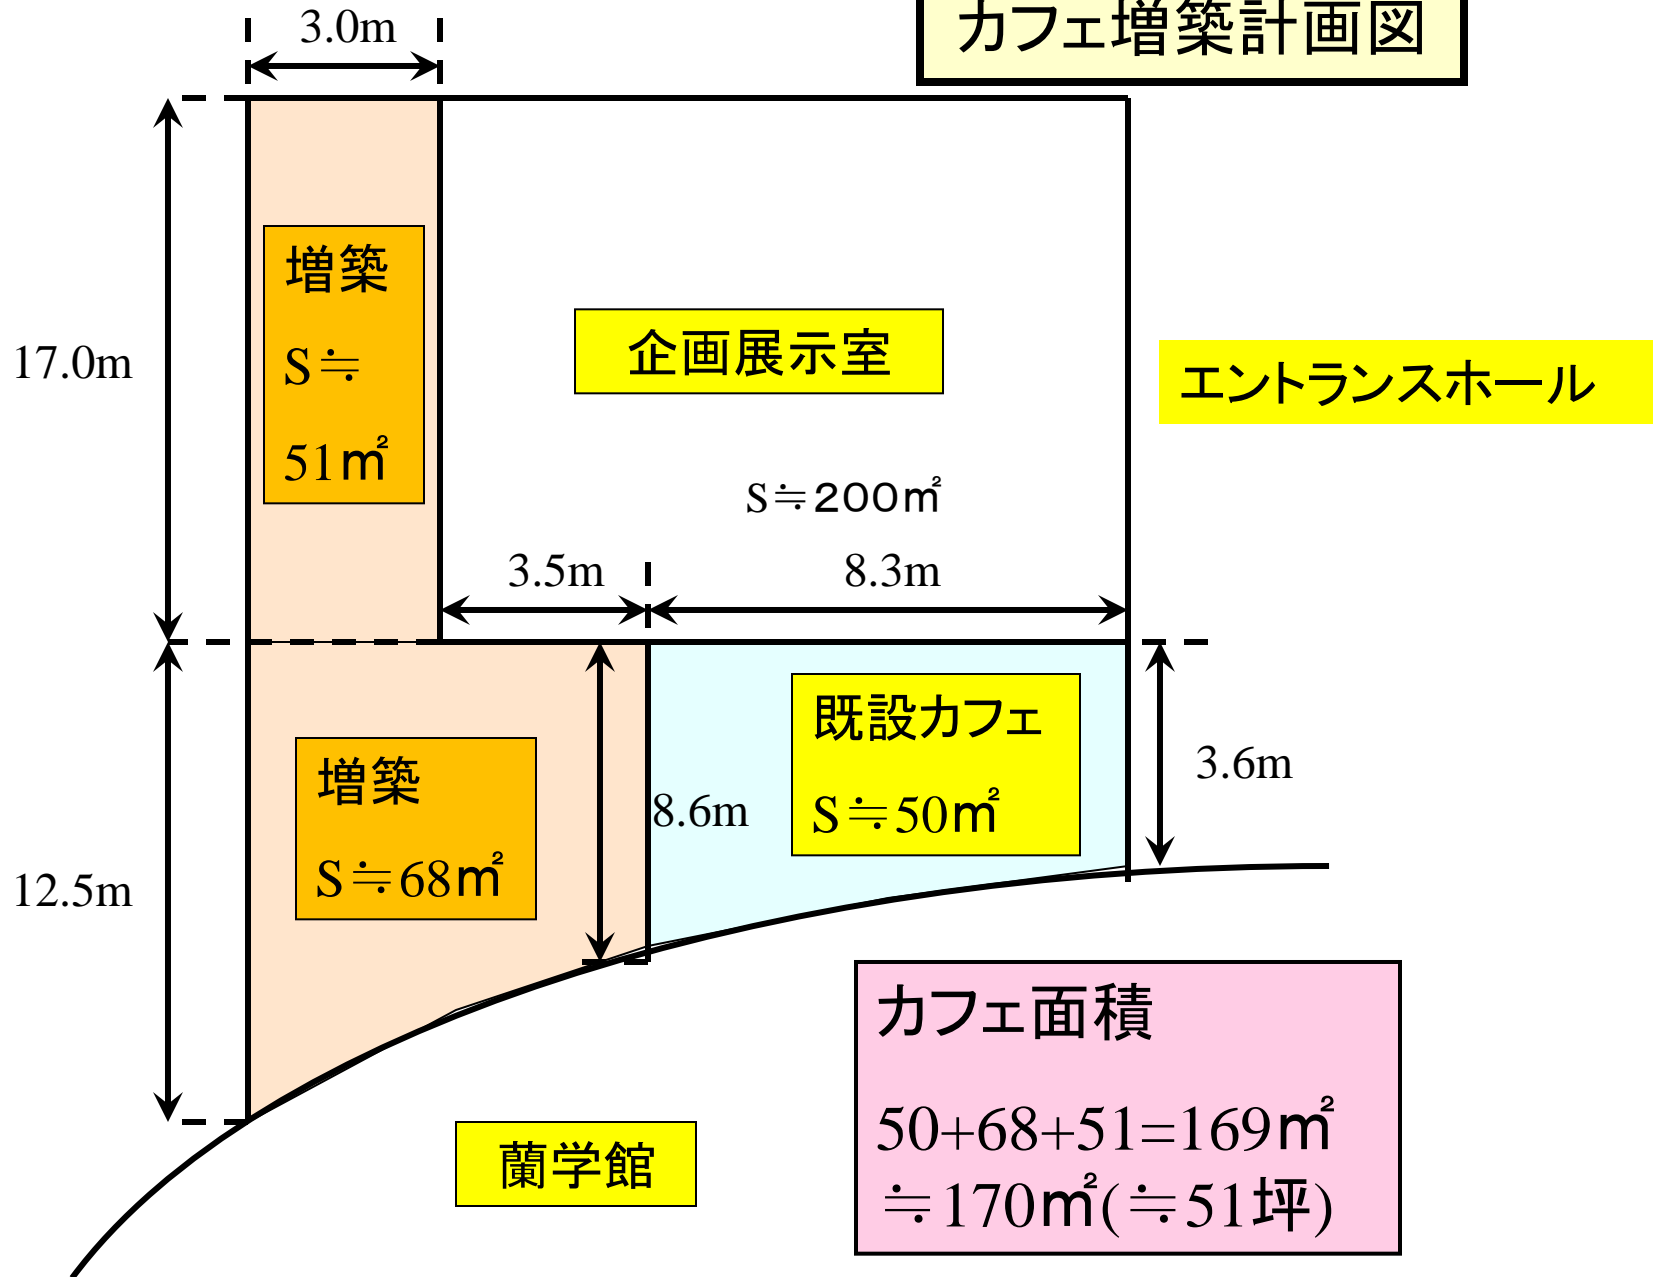 カフェ増築計画図
3.0m
17.0m
増築
S≒
51㎡
企画展示室
エントランスホール
S≒200㎡
3.5m
8.3m
12.5m
増築
S≒68㎡
8.6m
既設カフェ
S≒50㎡
3.6m
蘭学館
カフェ面積
50+68+51=169㎡
≒170㎡(≒51坪)